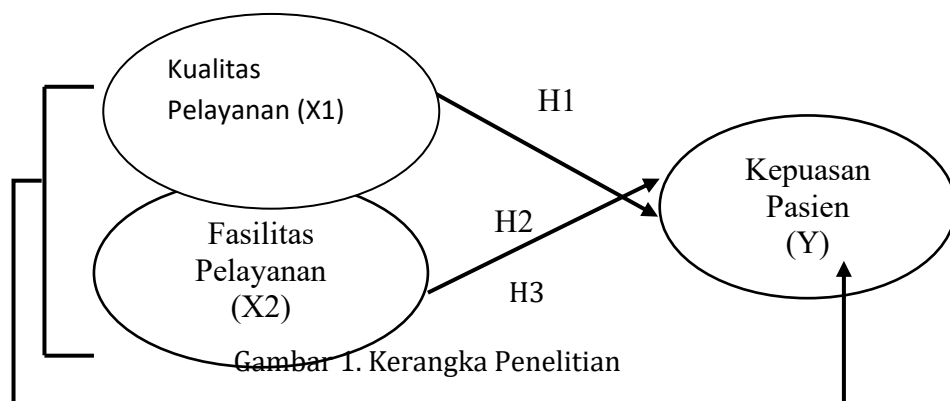 Kualitas
Pelayanan (X1)
H1
Kepuasan
Pasien
(Y)
Fasilitas
Pelayanan
(X2)
H2
H3
Gambar 1. Kerangka Penelitian